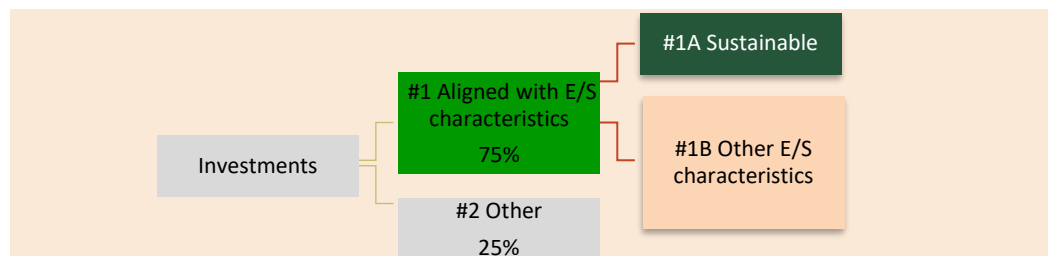 Investments
#1 Aligned with E/S
characteristics
75%
#2 Other
25%
#1A Sustainable
#1B Other E/S
characteristics